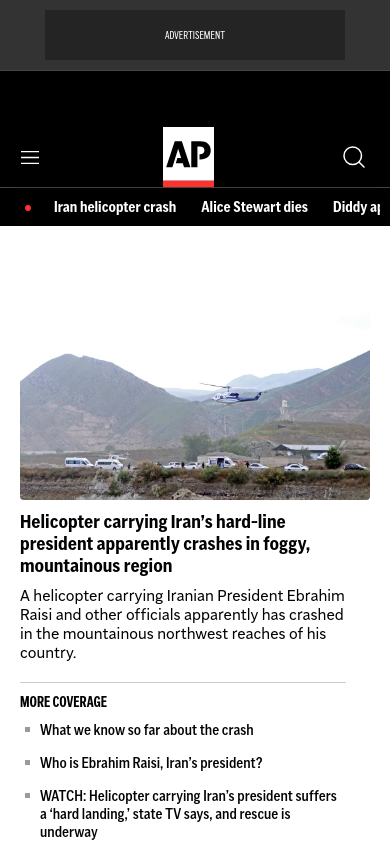 ADVERTISEMENT
AP
Iran helicopter crash Alice Stewart dies Diddy
Helicopter carrying Iran’s hard-line
president apparently crashes in foggy,
mountainous region
A helicopter carrying Iranian President Ebrahim
Raisi and other officials apparently has crashed
in the mountainous northwest reaches of his
country.
MORE COVERAGE
What we know so far about the crash
Who is Ebrahim Raisi, Iran’s president?
WATCH: Helicopter carrying Iran’s president suffers
a ‘hard landing,’ state TV says, and rescue is
underway